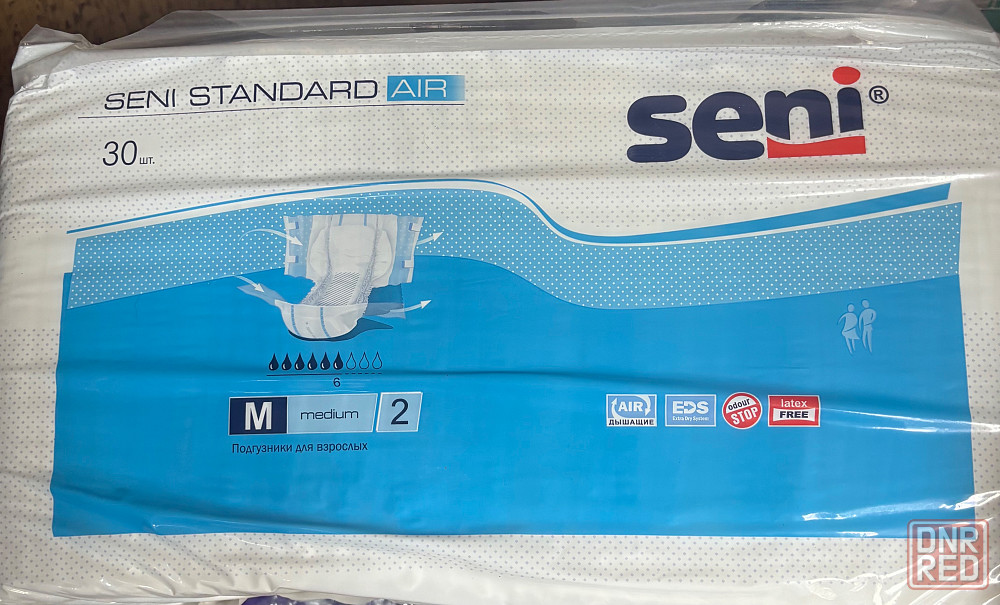 SENI STANDARD AIR
seni®
30 шт.
6
M medium 2
Подгузники для взрослых
AIR
ДЫШАЩИЕ
EDS
Extra Dry System
odour
STOP
latex
FREE
DNR
RED